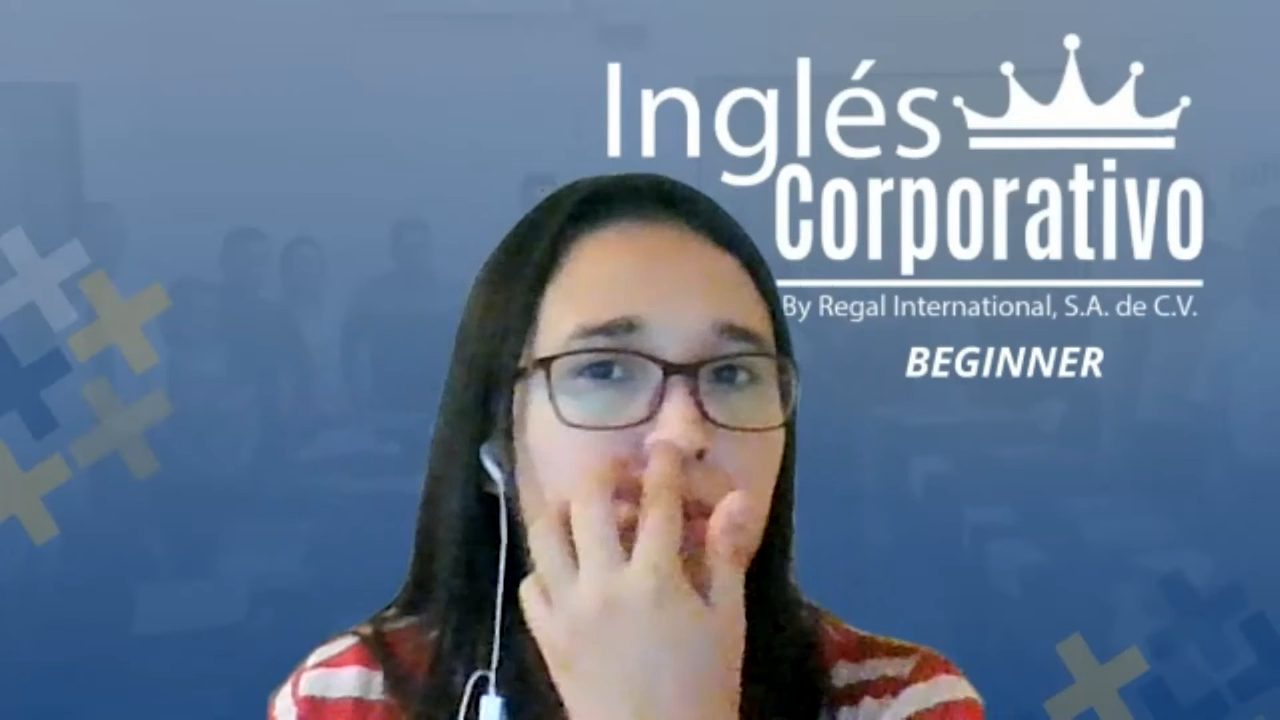 Inglés
Corporativo
By Regal International, S.A. de C.V.
BEGINNER